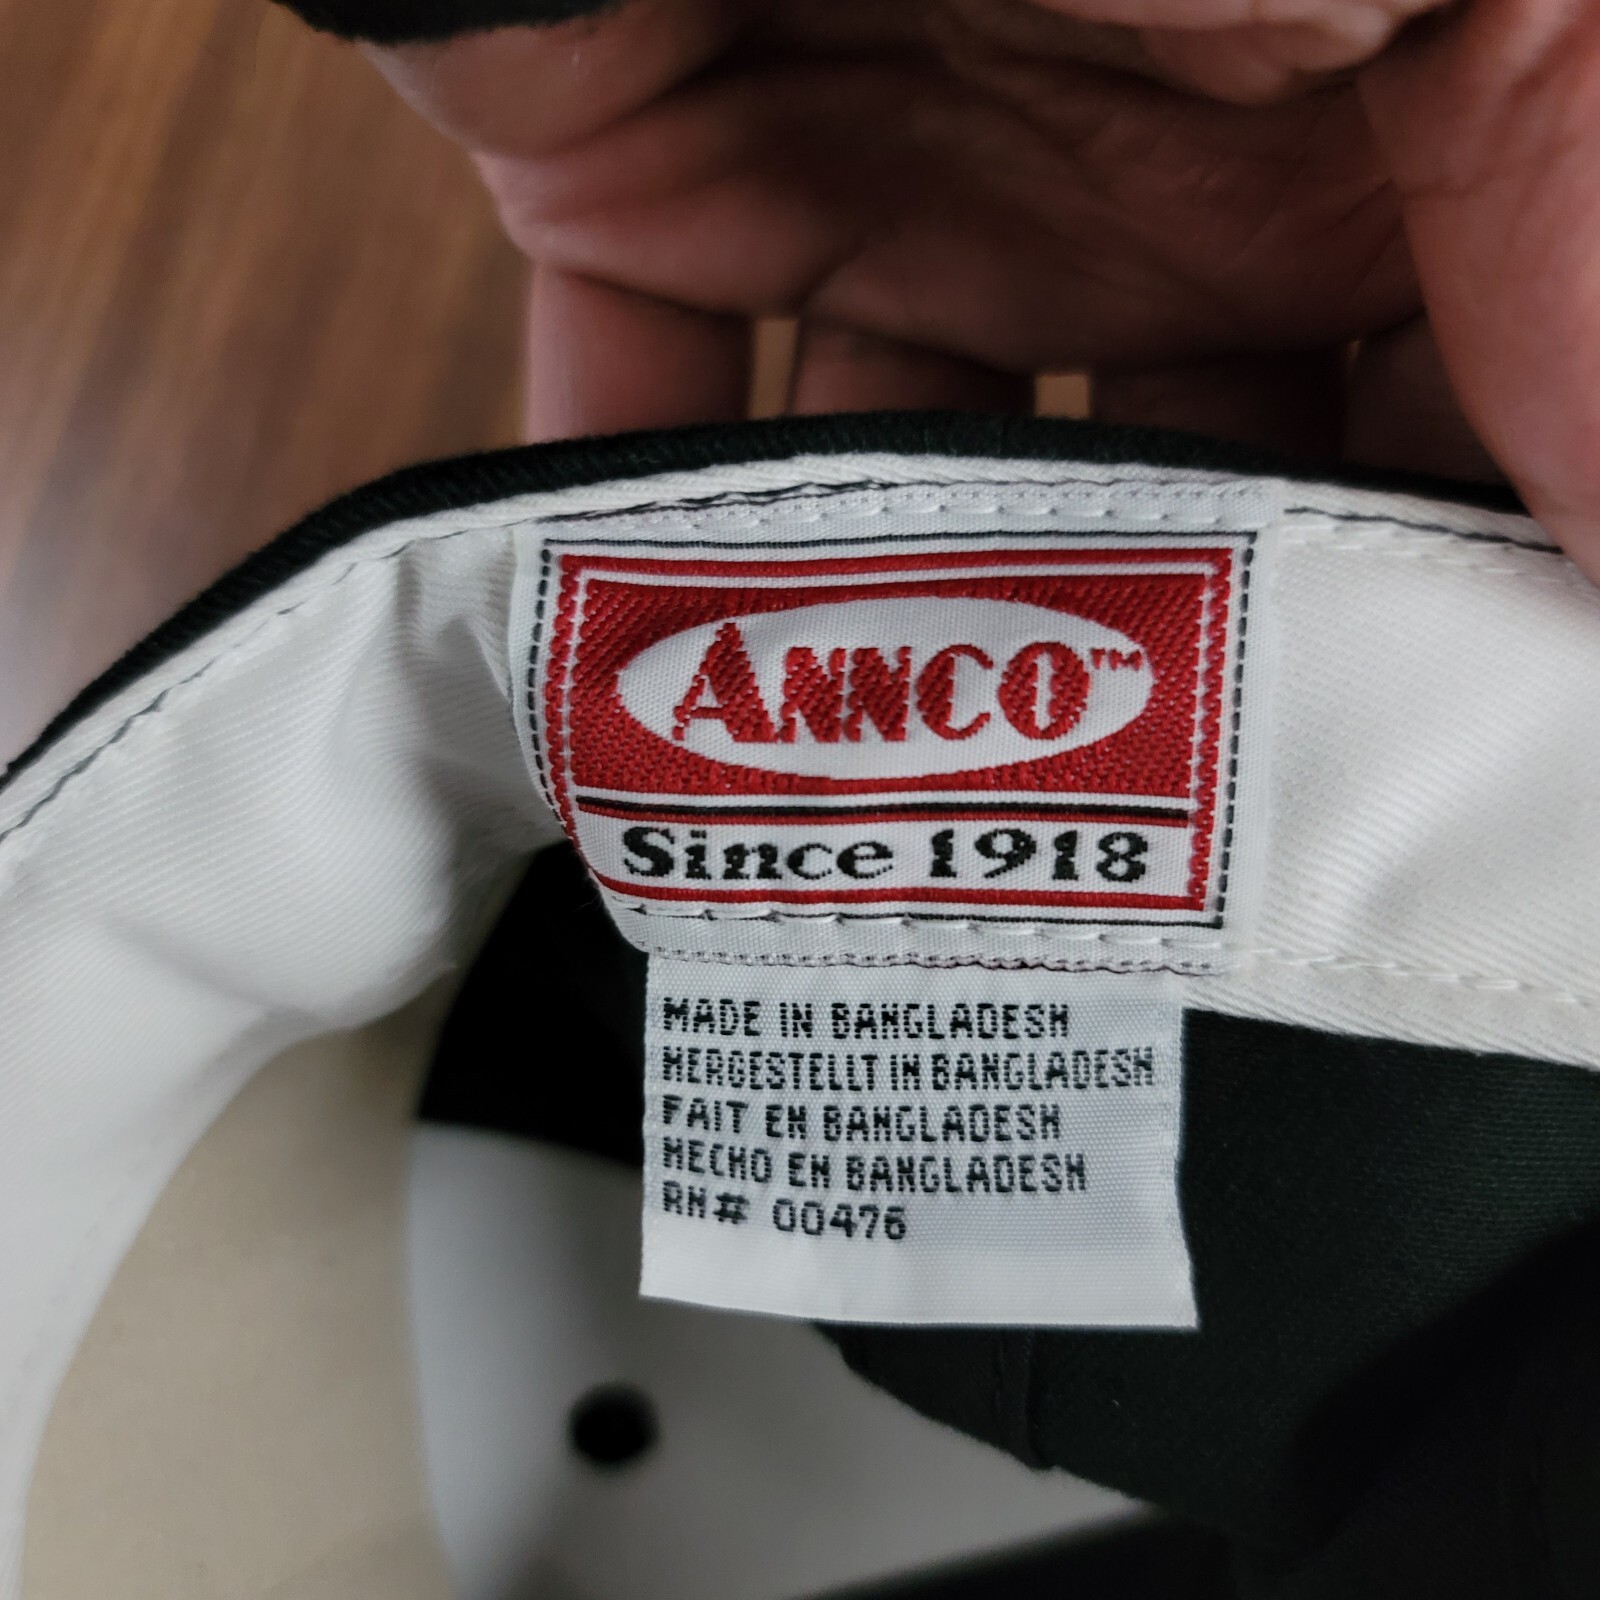 ANNCO™
Since 1918
MADE IN BANGLADESH
HERGESTELLT IN BANGLADESH
FAIT EN BANGLADESH
HECHO EN BANGLADESH
RN# 00476